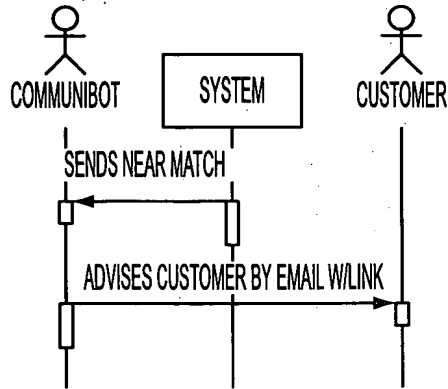 COMMUNIBOT
SYSTEM
CUSTOMER
SENDS NEAR MATCH
ADVISES CUSTOMER BY EMAIL W/LINK